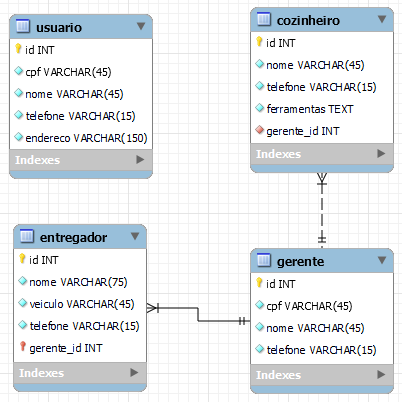 usuario
id INT
cpf VARCHAR(45)
nome VARCHAR(45)
telefone VARCHAR(15)
endereco VARCHAR(150)
Indexes
cozinheiro
id INT
nome VARCHAR(45)
telefone VARCHAR(15)
ferramentas TEXT
gerente_id INT
Indexes
entregador
id INT
nome VARCHAR(75)
veiculo VARCHAR(45)
telefone VARCHAR(15)
gerente_id INT
Indexes
gerente
id INT
cpf VARCHAR(45)
nome VARCHAR(45)
telefone VARCHAR(15)
Indexes